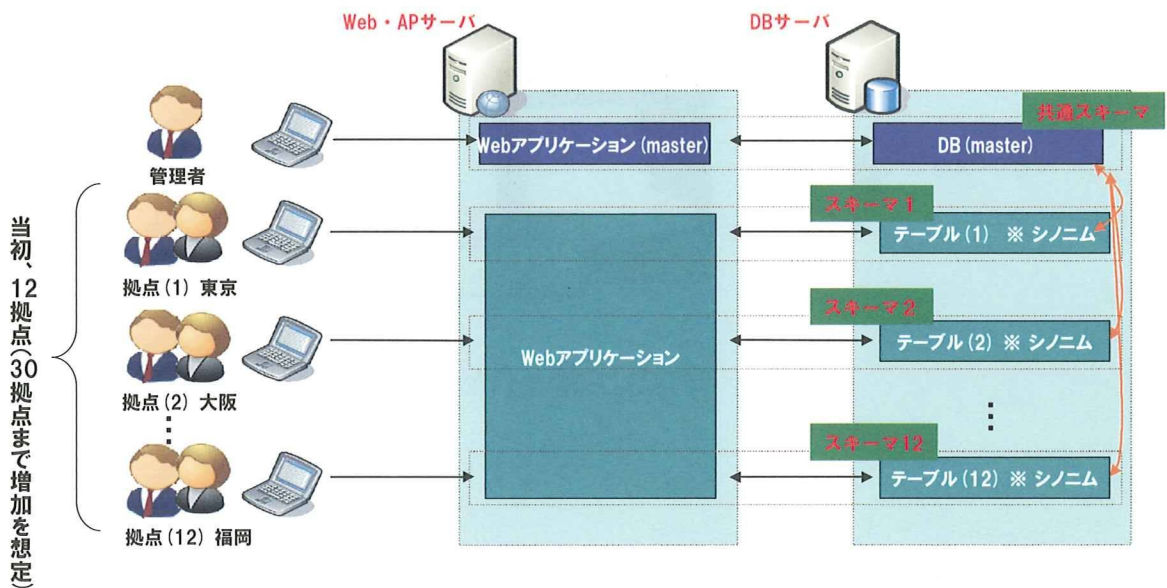 Web・APサーバ
DBサーバ
共通スキーマ
Webアプリケーション(master)
DB(master)
管理者
スキーマ1
テーブル(1) ※ シノニム
拠点(1) 東京
スキーマ2
テーブル(2) ※ シノニム
Webアプリケーション
拠点(2) 大阪
スキーマ12
テーブル(12) ※ シノニム
拠点(12) 福岡
当初、12拠点(30拠点まで増加を想定)